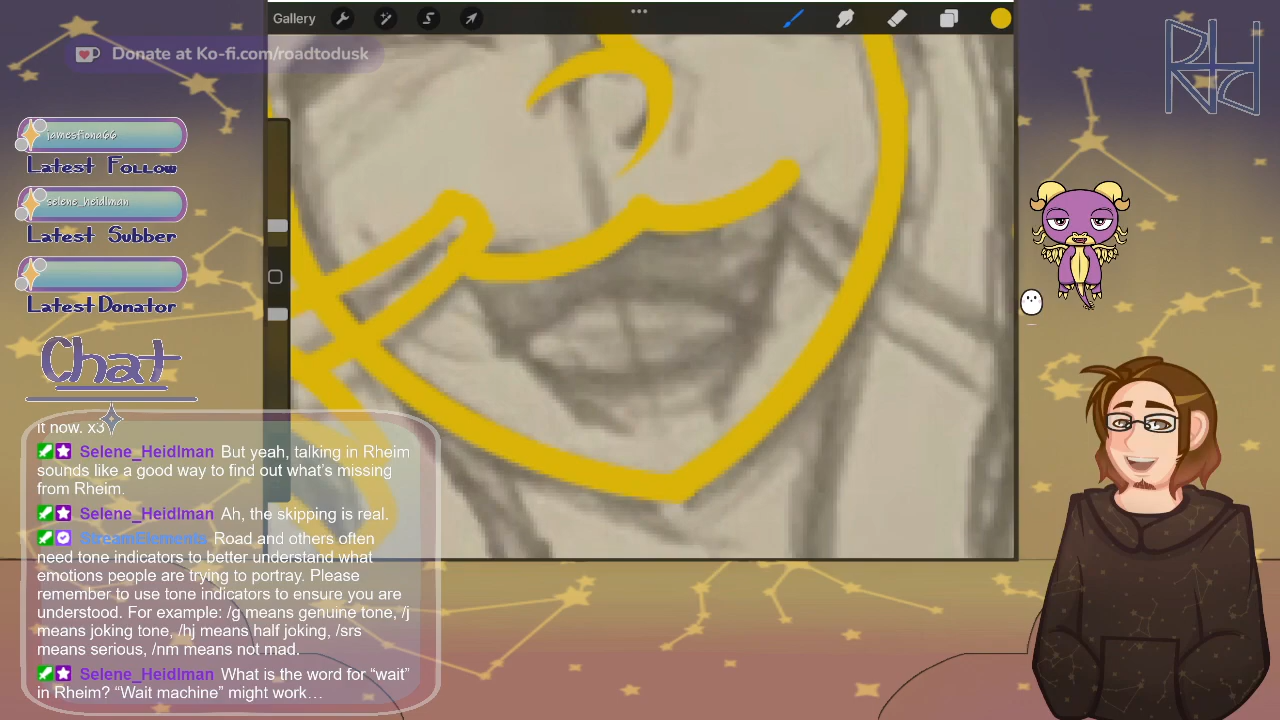 Gallery
Donate at Ko-fi.com/roadtodusk
jamesfiona66
Latest Follow
selene_heidlman
Latest Subber
Latest Donator
Chat
it now. x3
Selene_Heidlman But yeah, talking in Rheim
sounds like a good way to find out what's missing
from Rheim.
Selene_Heidlman Ah, the skipping is real.
StreamElements Road and others often
need tone indicators to better understand what
emotions people are trying to portray. Please
remember to use tone indicators to ensure you are
understood. For example: /g means genuine tone, /j
means joking tone, /hj means half joking, /srs
means serious, /nm means not mad.
Selene_Heidlman What is the word for “wait”
in Rheim? “Wait machine” might work…